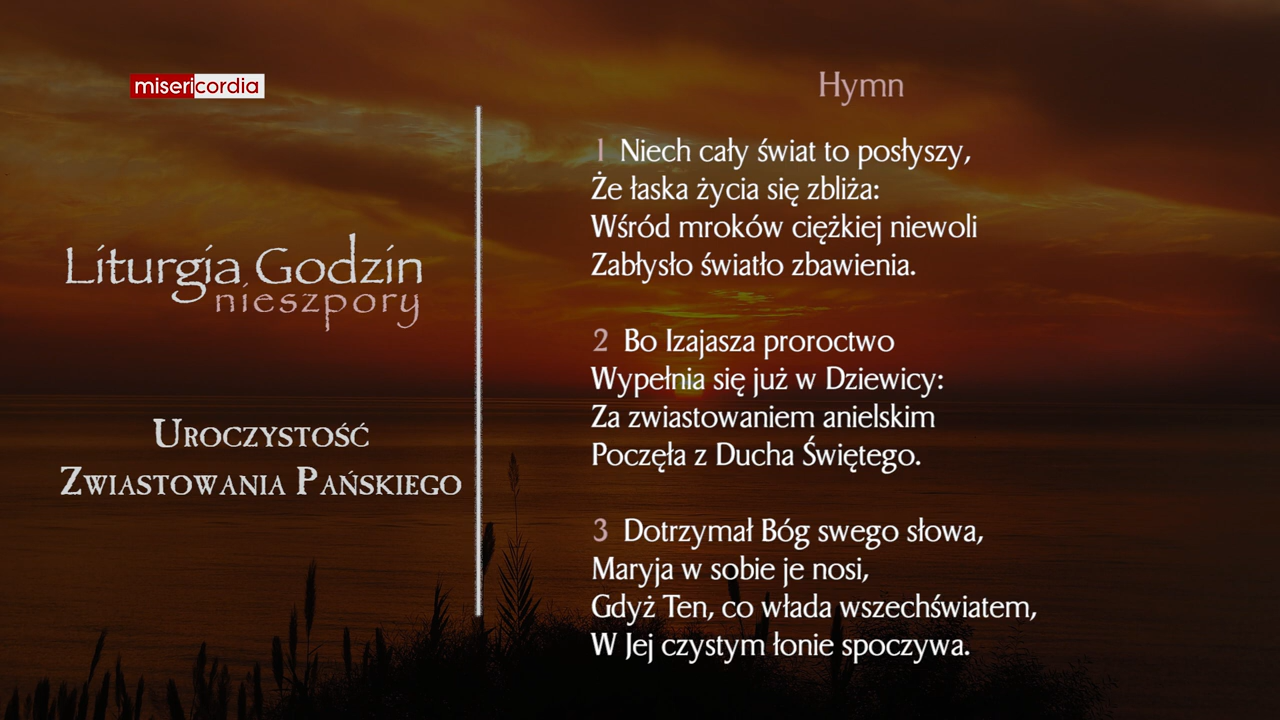 misericordia
Liturgia Godzin
nieszpory
Uroczystość
Zwiastowania Pańskiego
Hymn
1 Niech cały świat to posłyszy,
Że łaska życia się zbliża:
Wśród mroków ciężkiej niewoli
Zabłysło światło zbawienia.
2 Bo Izajasza proroctwo
Wypełnia się już w Dziewicy:
Za zwiastowaniem anielskim
Poczęła z Ducha Świętego.
3 Dotrzymał Bóg swego słowa,
Maryja w sobie je nosi,
Gdyż Ten, co włada wszechświatem,
W Jej czystym łonie spoczywa.